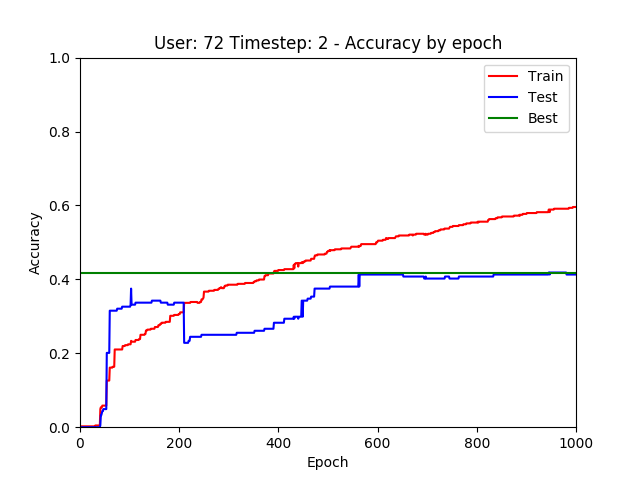 User: 72 Timestep: 2 - Accuracy by epoch
Train
Test
Best
Accuracy
1.0
0.8
0.6
0.4
0.2
0.0
0 200 400 600 800 1000
Epoch